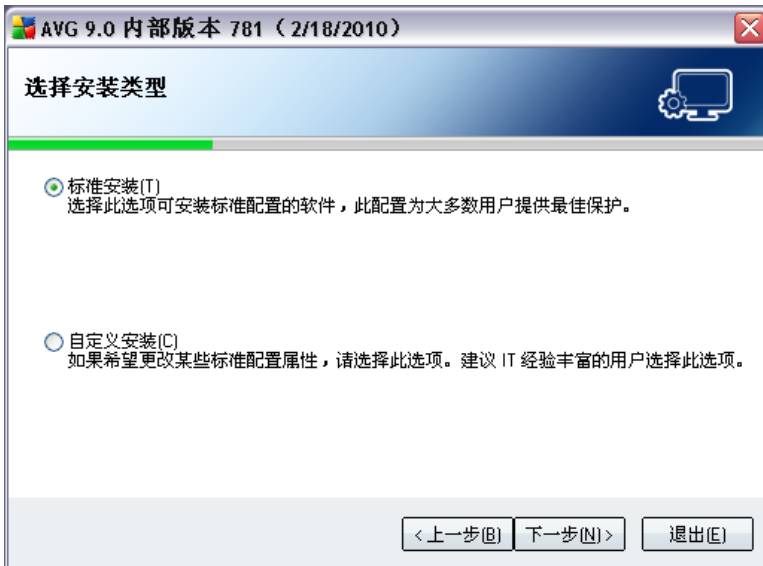 AVG 9.0 内部版本 781（2/18/2010）
选择安装类型
标准安装(T)
选择此选项可安装标准配置的软件，此配置为大多数用户提供最佳保护。
自定义安装(C)
如果希望更改某些标准配置属性，请选择此选项。建议 IT 经验丰富的用户选择此选项。
<上一步(B) 下一步(N)> 退出(E)